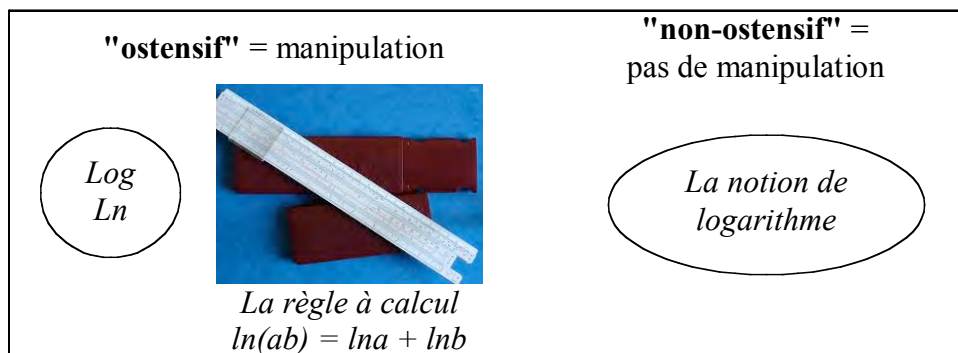 "ostensif" = manipulation
"non-ostensif" =
pas de manipulation
Log
Ln
La notion de
logarithme
La règle à calcul
ln(ab) = lna + lnb